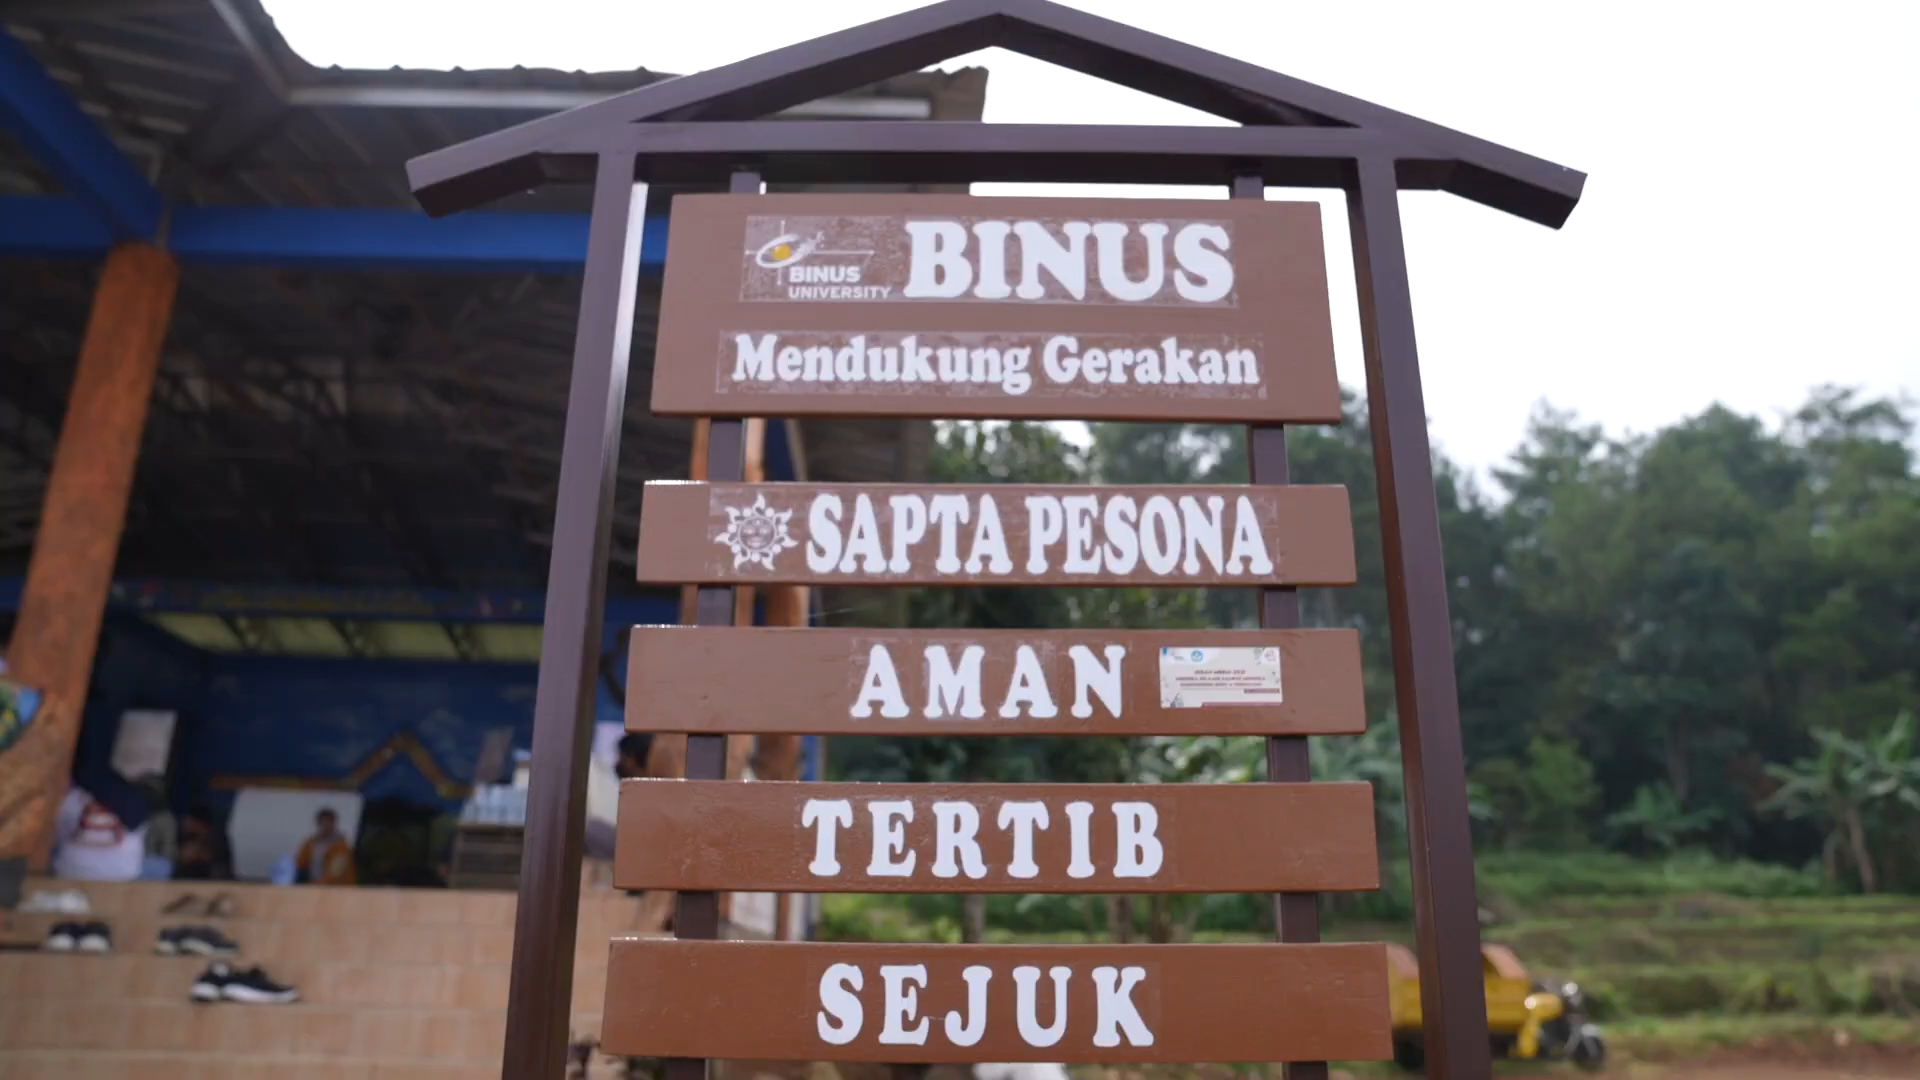 BINUS
UNIVERSITY
BINUS
Mendukung Gerakan
SAPTA PESONA
AMAN
TERTIB
SEJUK